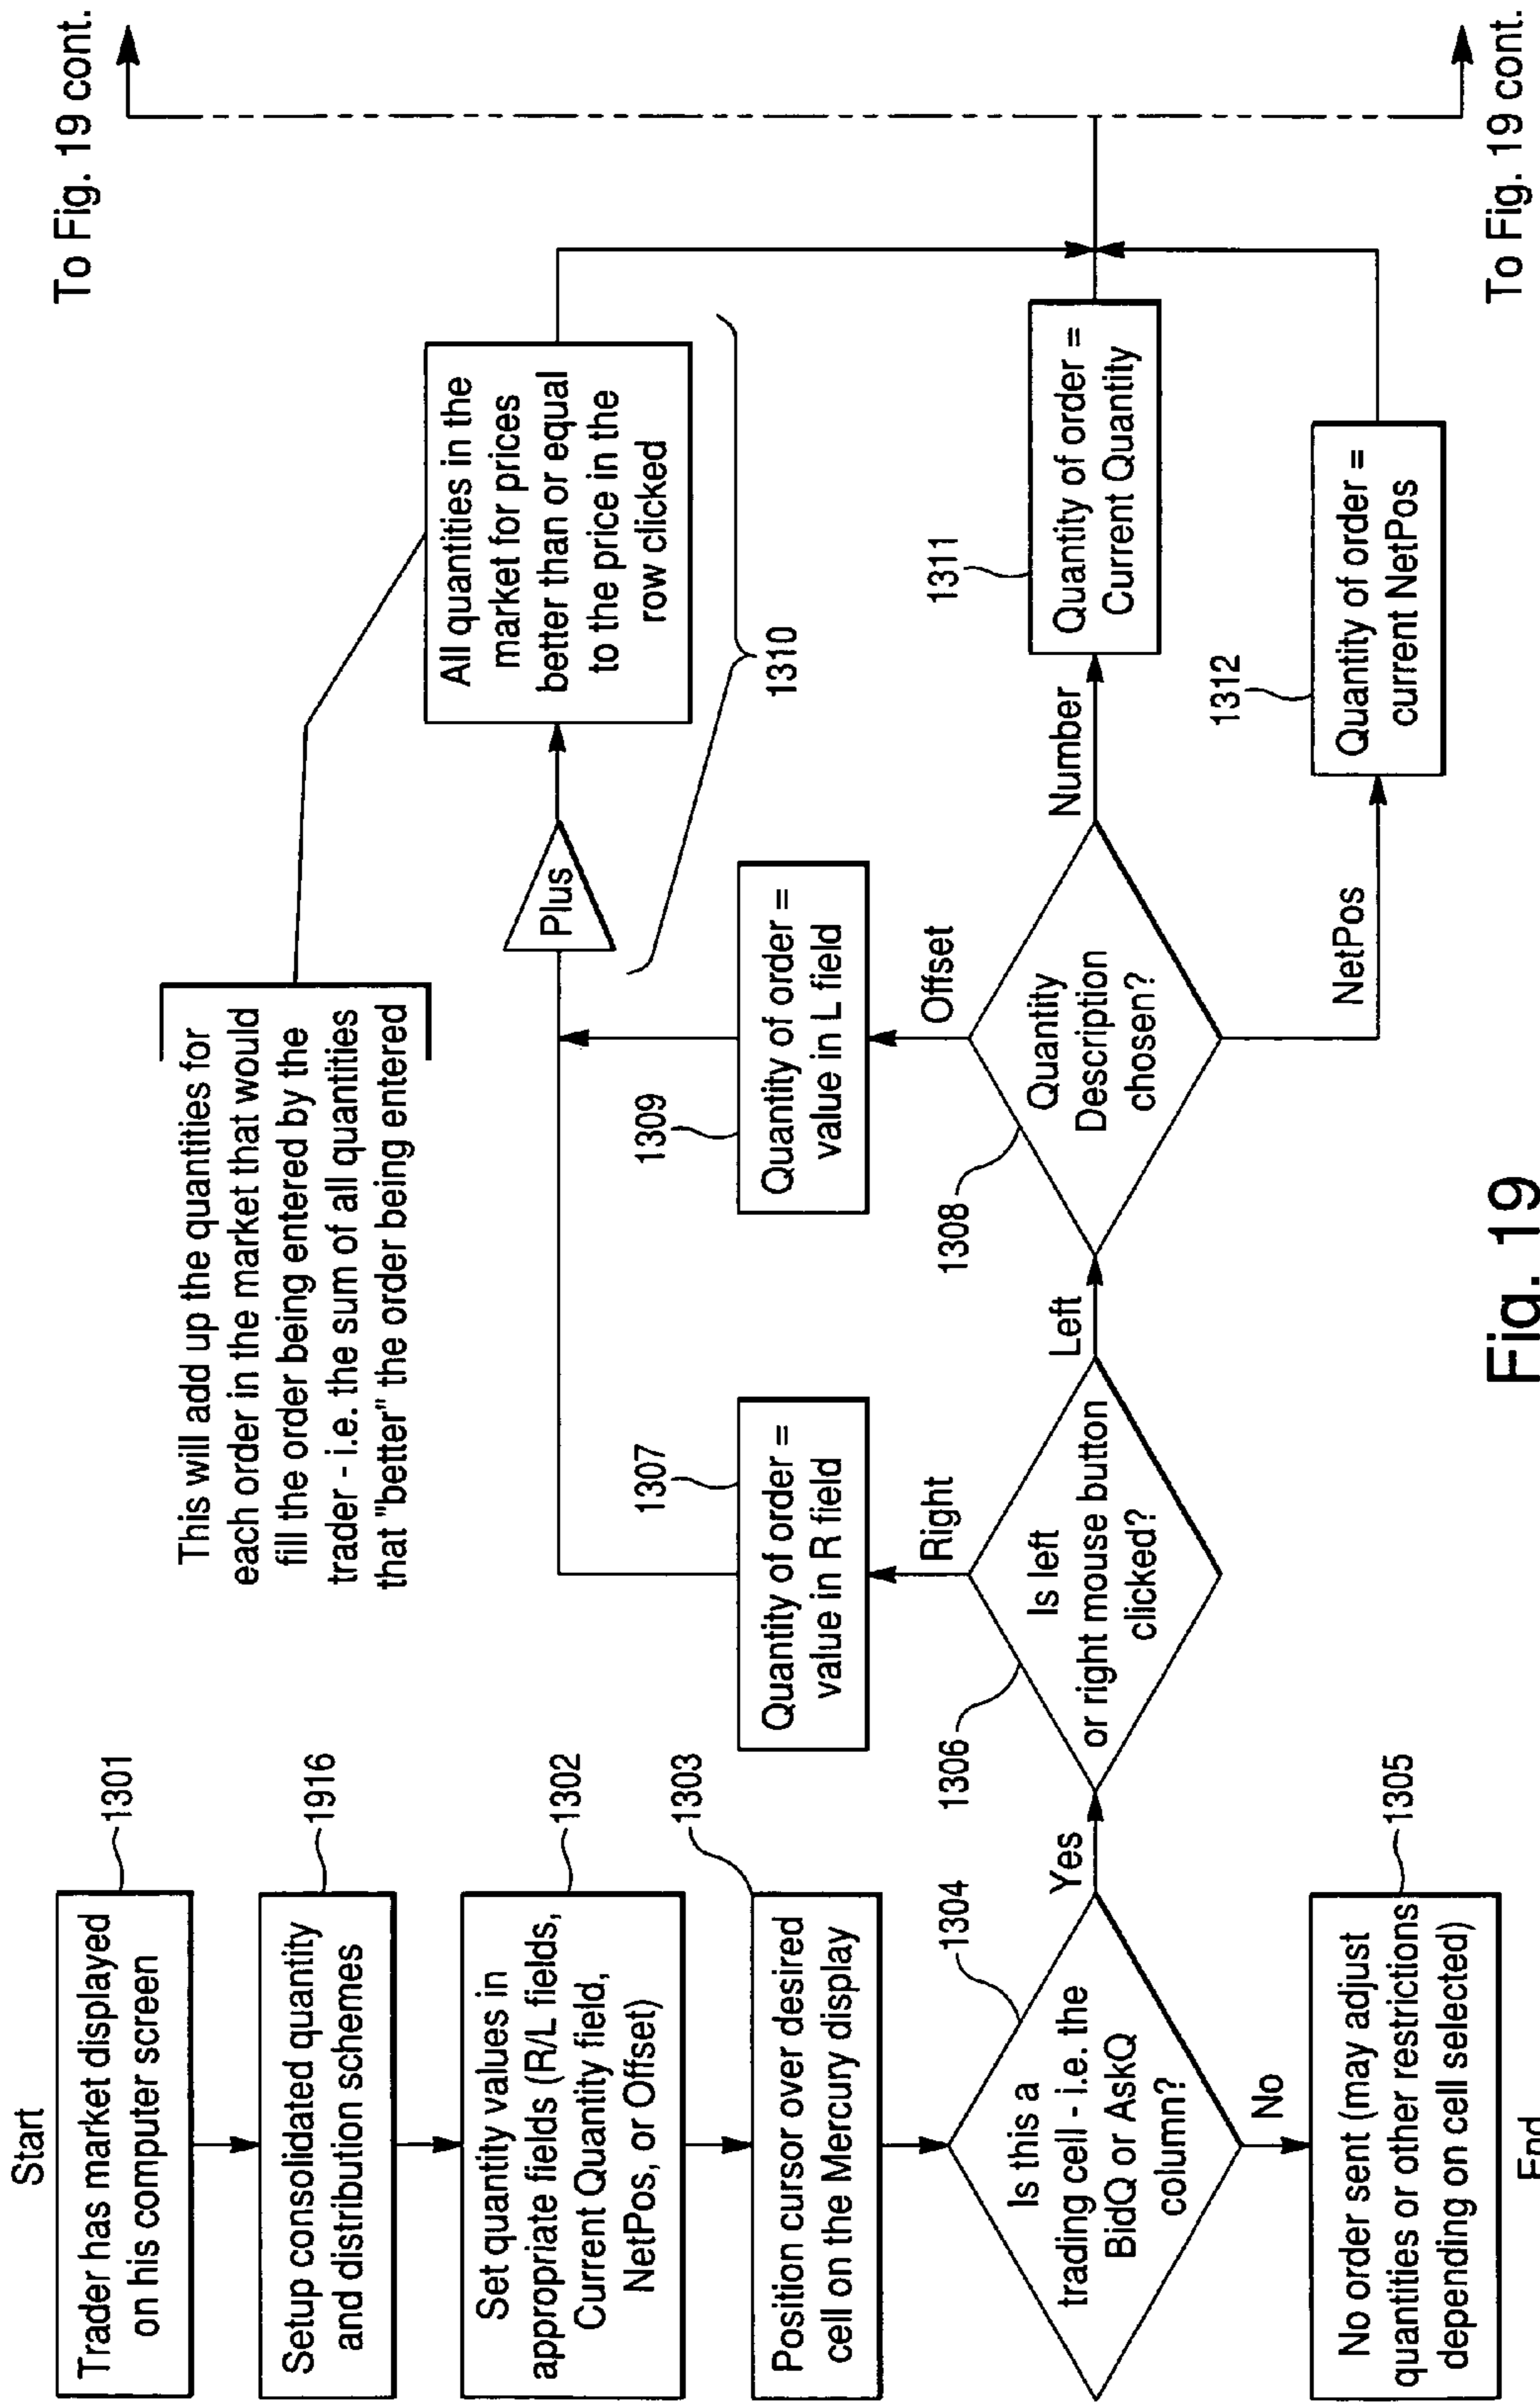 Start
Trader has market displayed
on his computer screen
1301
Setup consolidated quantity
and distribution schemes
1916
Set quantity values in
appropriate fields (R/L fields,
Current Quantity field,
NetPos, or Offset)
1302
Position cursor over desired
cell on the Mercury display
1303
Is this a
trading cell - i.e. the
BidQ or AskQ
column?
1304
Yes
No
No order sent (may adjust
quantities or other restrictions
depending on cell selected)
1305
End
Is left
or right mouse button
clicked?
1306
Right
Left
Quantity of order =
value in R field
1307
Quantity
Description
chosen?
1308
Offset
Number
NetPos
Quantity of order =
value in L field
1309
This will add up the quantities for
each order in the market that would
fill the order being entered by the
trader - i.e. the sum of all quantities
that "better" the order being entered
Plus
All quantities in the
market for prices
better than or equal
to the price in the
row clicked
1310
Quantity of order =
Current Quantity
1311
Quantity of order =
current NetPos
1312
To Fig. 19 cont.
To Fig. 19 cont.
Fig. 19